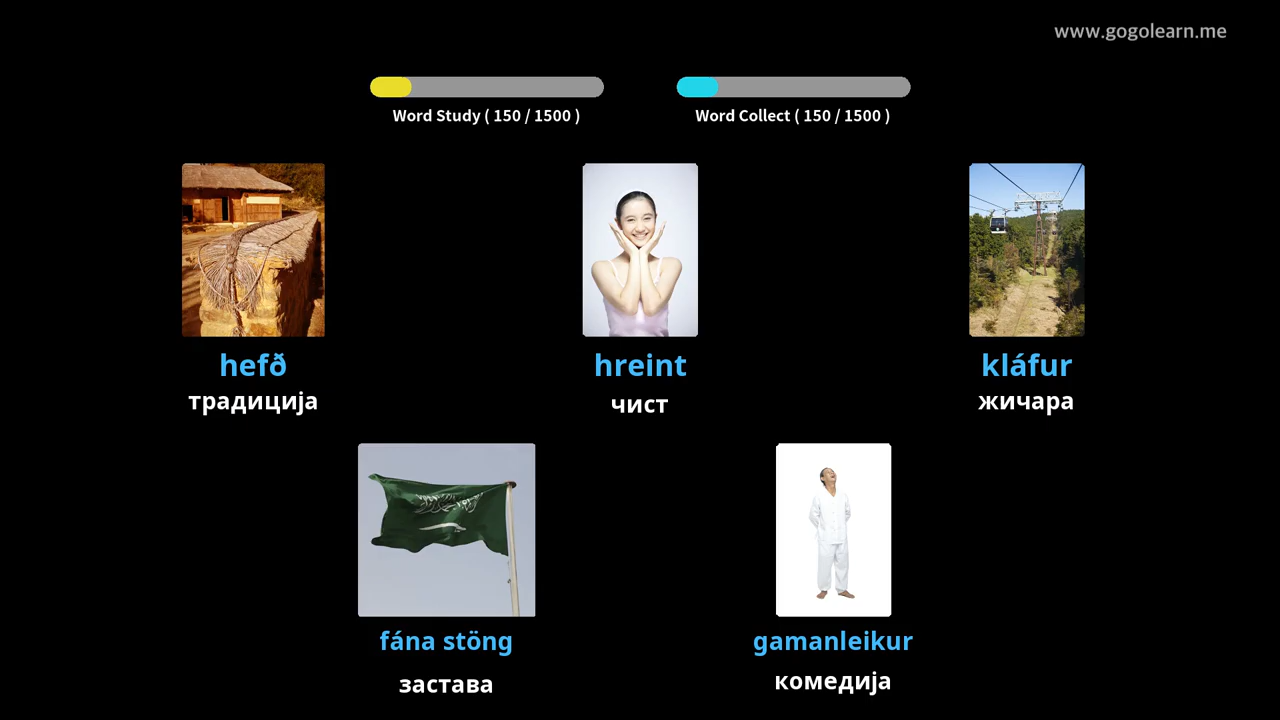 www.gogolearn.me
Word Study ( 150 / 1500 )
Word Collect ( 150 / 1500 )
hefð
традиција
hreint
чист
kláfur
жичара
fána stöng
застава
gamanleikur
комедија